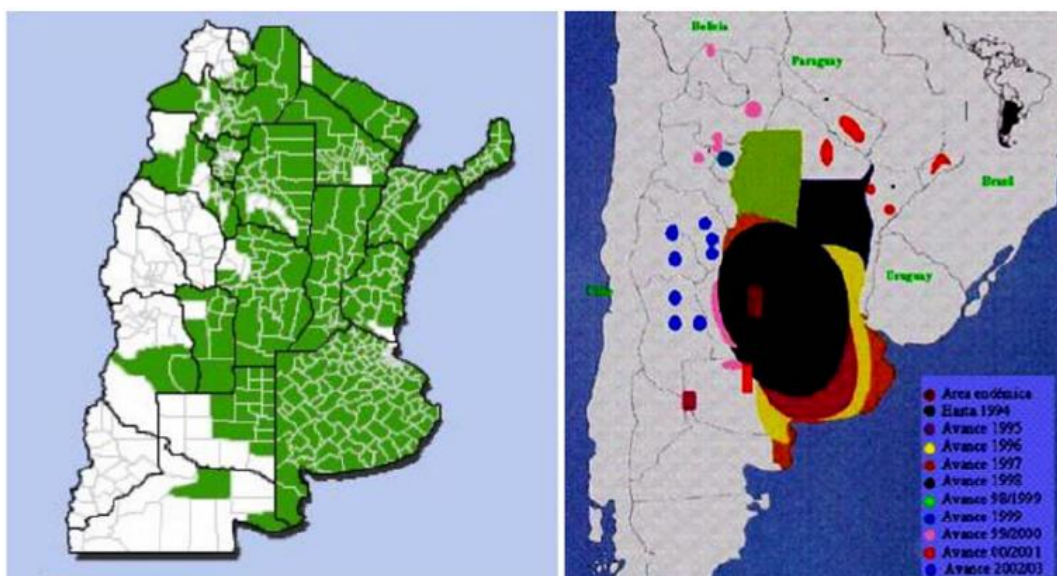 Bolivia
Paraguay
Brasil
Uruguay
Chile
Area endémica
Hasta 1994
Avance 1995
Avance 1996
Avance 1997
Avance 1998
Avance 98/1999
Avance 1999
Avance 99/2000
Avance 00/2001
Avance 2002/03